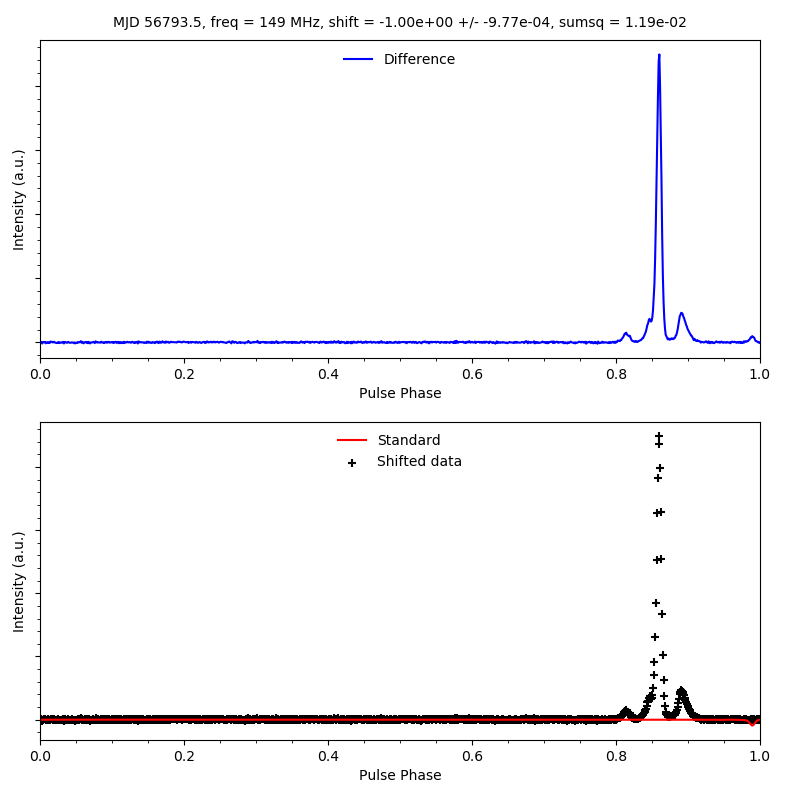 MJD 56793.5, freq = 149 MHz, shift = -1.00e+00 +/- -9.77e-04, sumsq = 1.19e-02
Difference
Intensity (a.u.)
0.0 0.2 0.4 0.6 0.8 1.0
Pulse Phase
Standard
Shifted data
Intensity (a.u.)
0.0 0.2 0.4 0.6 0.8 1.0
Pulse Phase